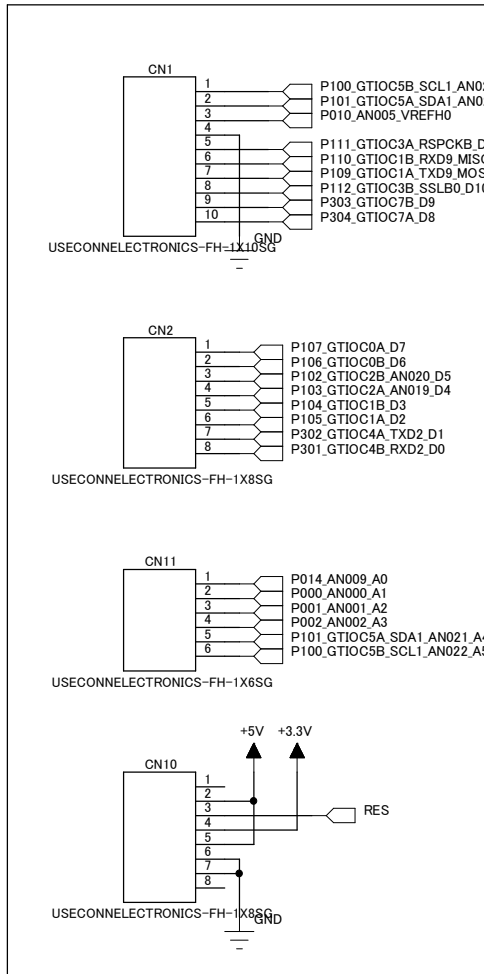 CN1
1 P100_GTIOC5B_SCL1_AN02
2 P101_GTIOC5A_SDA1_AN0
3 P010_AN005_VREFH0
4
5 P111_GTIOC3A_RSPCKB_D
6 P110_GTIOC1B_RXD9_MISO
7 P109_GTIOC1A_TXD9_MOS
8 P112_GTIOC3B_SSLB0_D10
9 P303_GTIOC7B_D9
10 P304_GTIOC7A_D8
GND
USECONNELECTRONICS-FH-1X10SG
CN2
1 P107_GTIOC0A_D7
2 P106_GTIOC0B_D6
3 P102_GTIOC2B_AN020_D5
4 P103_GTIOC2A_AN019_D4
5 P104_GTIOC1B_D3
6 P105_GTIOC1A_D2
7 P302_GTIOC4A_TXD2_D1
8 P301_GTIOC4B_RXD2_D0
USECONNELECTRONICS-FH-1X8SG
CN11
1 P014_AN009_A0
2 P000_AN000_A1
3 P001_AN001_A2
4 P002_AN002_A3
5 P101_GTIOC5A_SDA1_AN021_A4
6 P100_GTIOC5B_SCL1_AN022_A5
USECONNELECTRONICS-FH-1X6SG
+5V +3.3V
CN10
1
2
3 RES
4
5
6
7
8
USECONNELECTRONICS-FH-1X8SG
GND